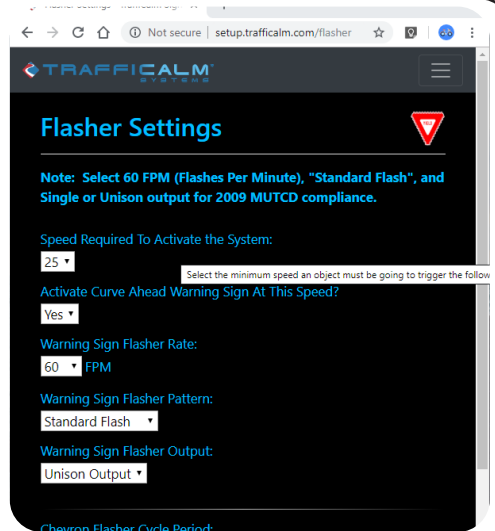 Not secure | setup.trafficalm.com/flasher
TRAFFICALM
SYSTEMS
Flasher Settings
YIELD
Note: Select 60 FPM (Flashes Per Minute), "Standard Flash", and
Single or Unison output for 2009 MUTCD compliance.
Speed Required To Activate the System:
25
Select the minimum speed an object must be going to trigger the follow
Activate Curve Ahead Warning Sign At This Speed?
Yes
Warning Sign Flasher Rate:
60 FPM
Warning Sign Flasher Pattern:
Standard Flash
Warning Sign Flasher Output:
Unison Output
Chevron Flasher Cycle Period: